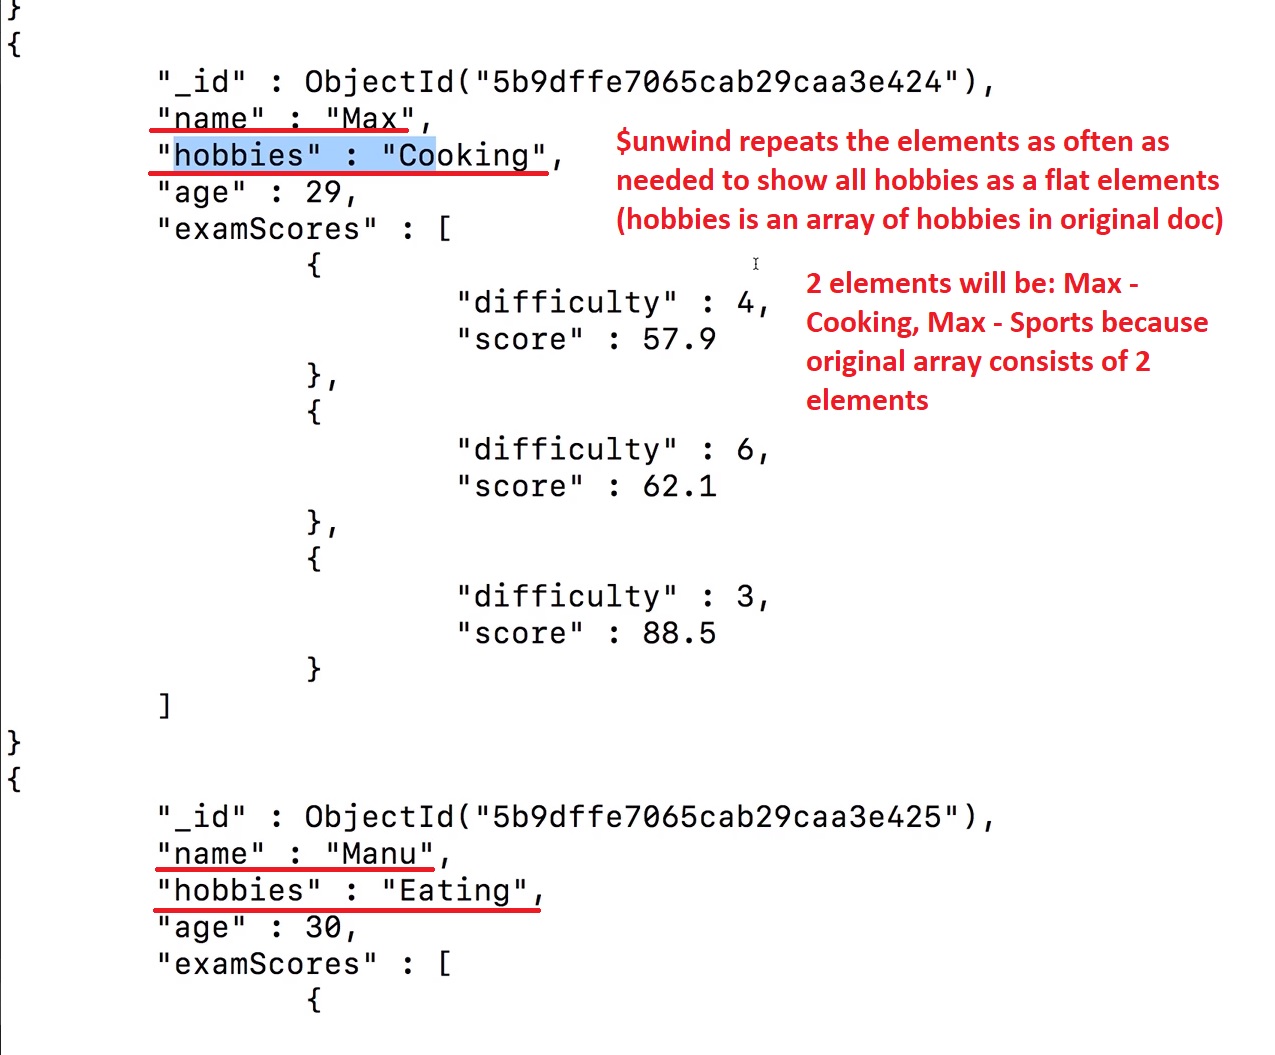 }
{
"_id" : ObjectId("5b9dffe7065cab29caa3e424"),
"name" : "Max",
"hobbies" : "Cooking",
"age" : 29,
"examScores" : [
{
"difficulty" : 4,
"score" : 57.9
},
{
"difficulty" : 6,
"score" : 62.1
},
{
"difficulty" : 3,
"score" : 88.5
}
]
}
{
"_id" : ObjectId("5b9dffe7065cab29caa3e425"),
"name" : "Manu",
"hobbies" : "Eating",
"age" : 30,
"examScores" : [
{
$unwind repeats the elements as often as
needed to show all hobbies as a flat elements
(hobbies is an array of hobbies in original doc)
2 elements will be: Max -
Cooking, Max - Sports because
original array consists of 2
elements